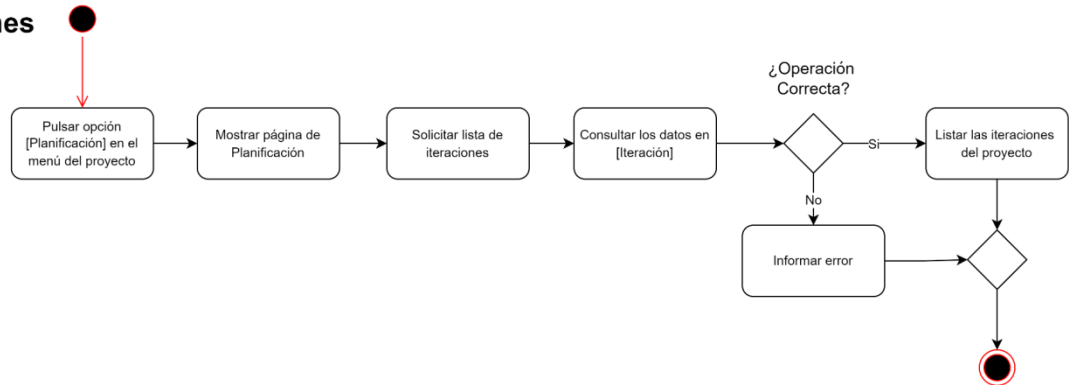 ¿Operación
Correcta?
Pulsar opción
[Planificación] en el
menú del proyecto
Mostrar página de
Planificación
Solicitar lista de
iteraciones
Consultar los datos en
[Iteración]
Si
Listar las iteraciones
del proyecto
No
Informar error